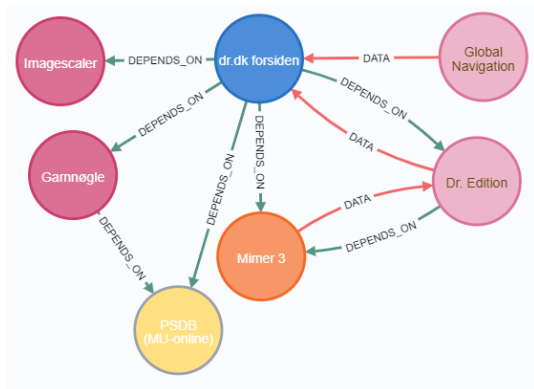 Imagescaler
DEPENDS_ON
dr.dk forsiden
DATA
Global
Navigation
DEPENDS_ON
DEPENDS_ON
DATA
Gamnøgle
DEPENDS_ON
DEPENDS_ON
Dr. Edition
DATA
DEPENDS_ON
DEPENDS_ON
Mimer 3
PSDB
(MU-online)